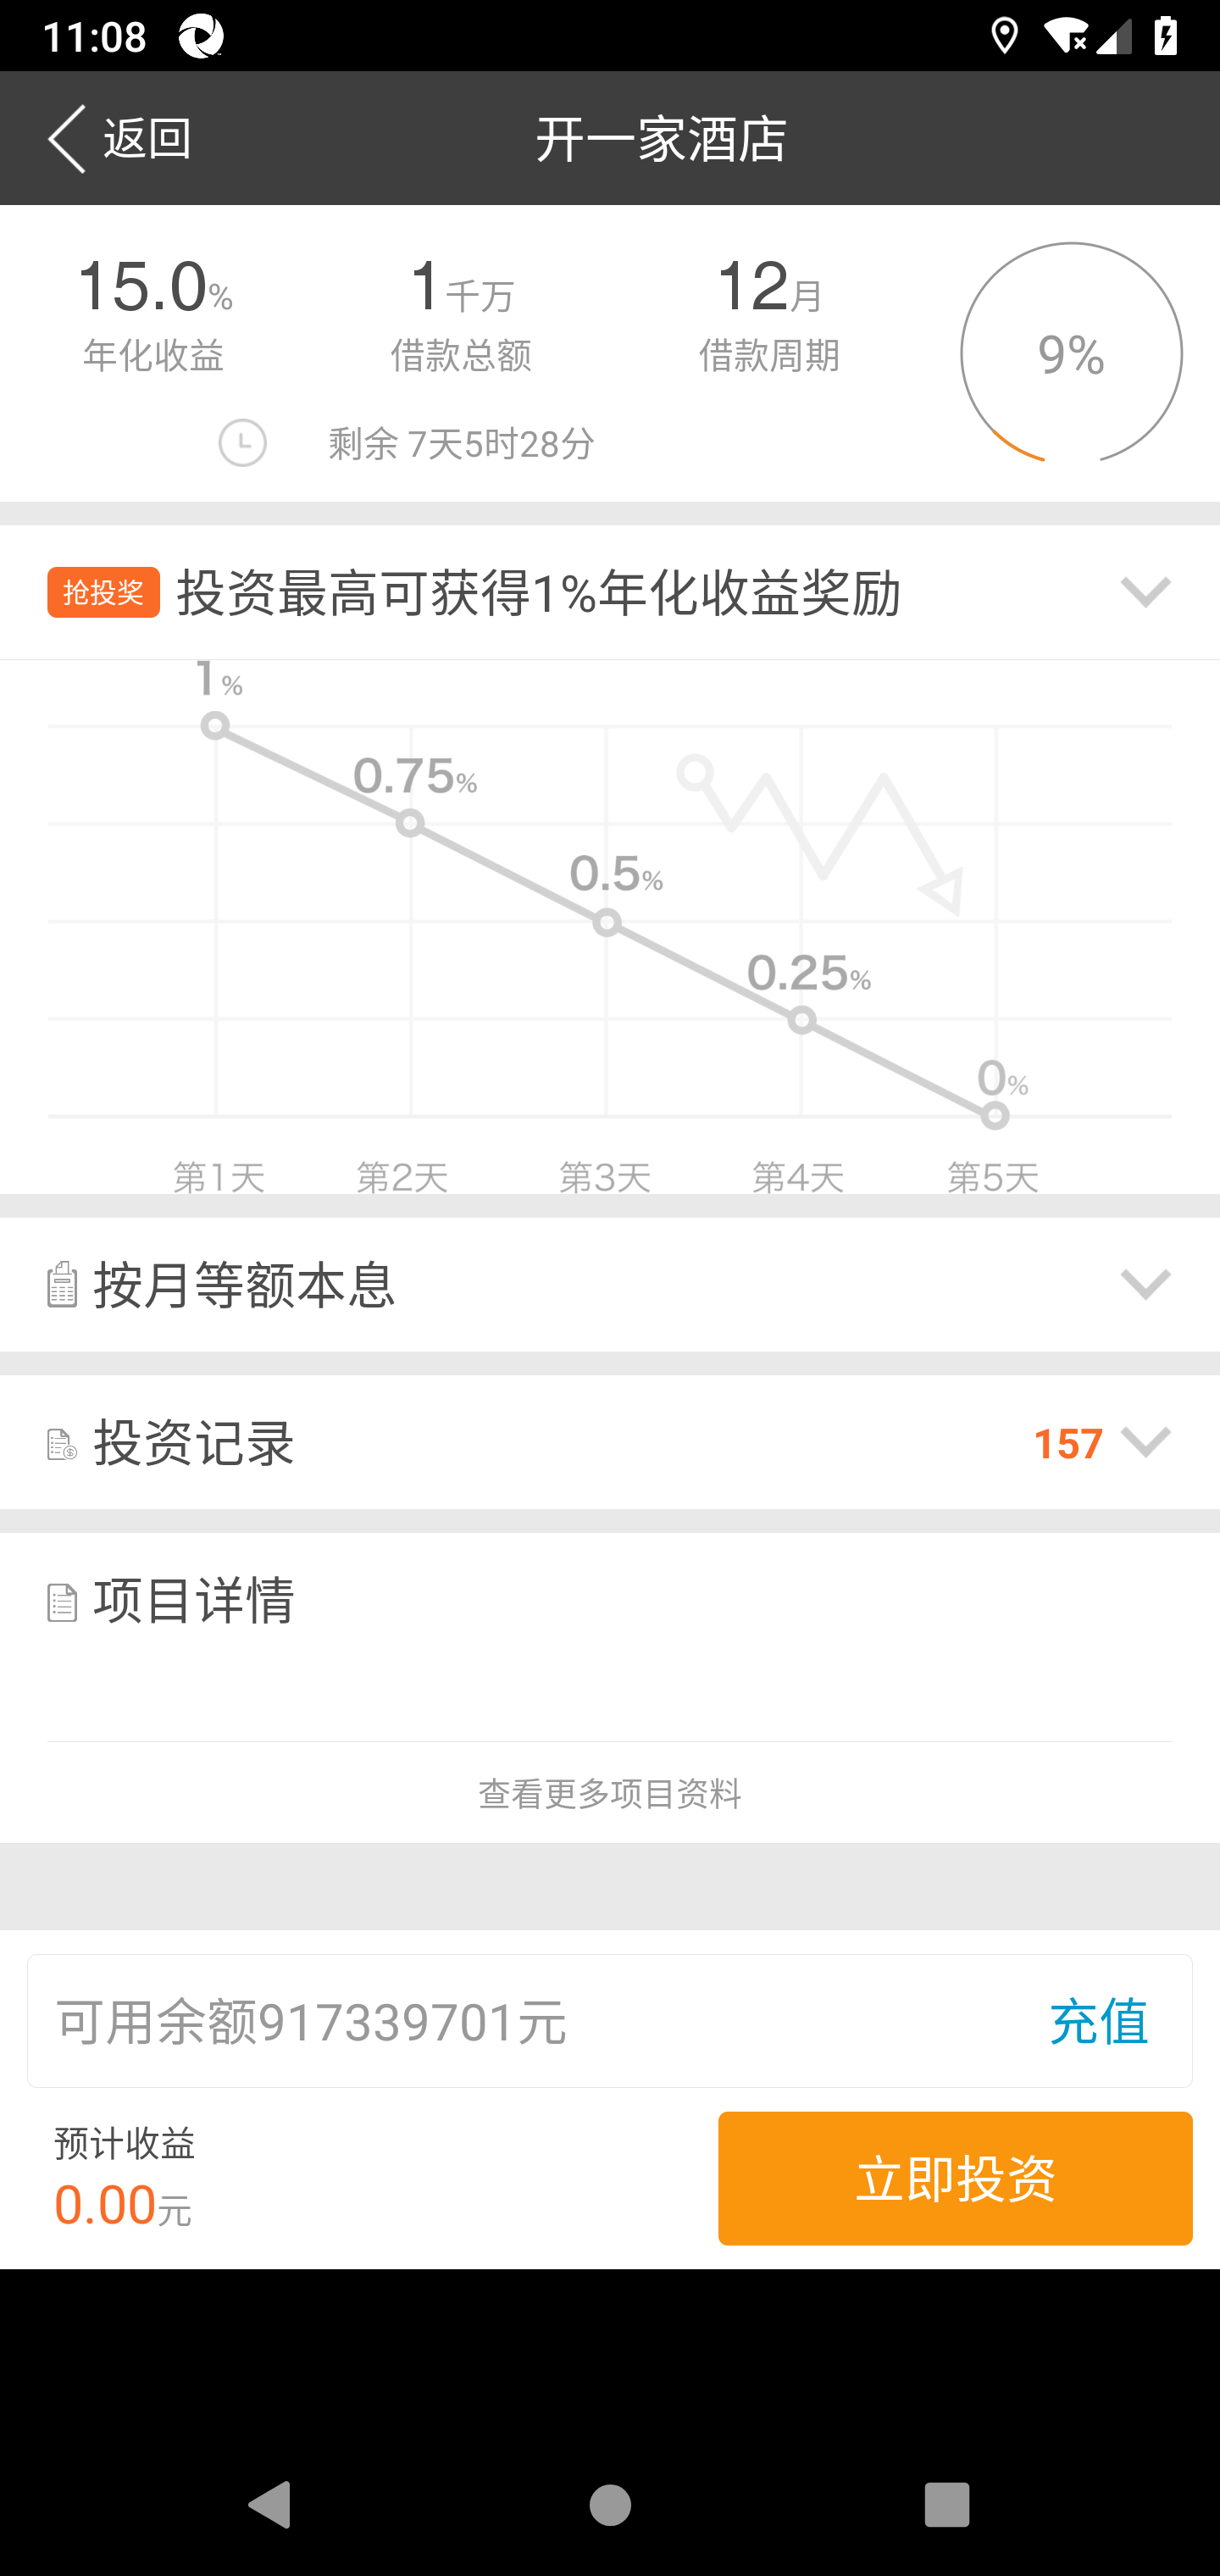 11:08
返回
开一家酒店
15.0%
1千万
12月
9%
年化收益
借款总额
借款周期
剩余 7天5时28分
抢投奖 投资最高可获得1%年化收益奖励
1%
0.75%
0.5%
0.25%
0%
第1天 第2天 第3天 第4天 第5天
按月等额本息
投资记录 157
项目详情
查看更多项目资料
可用余额917339701元 充值
预计收益
0.00元
立即投资